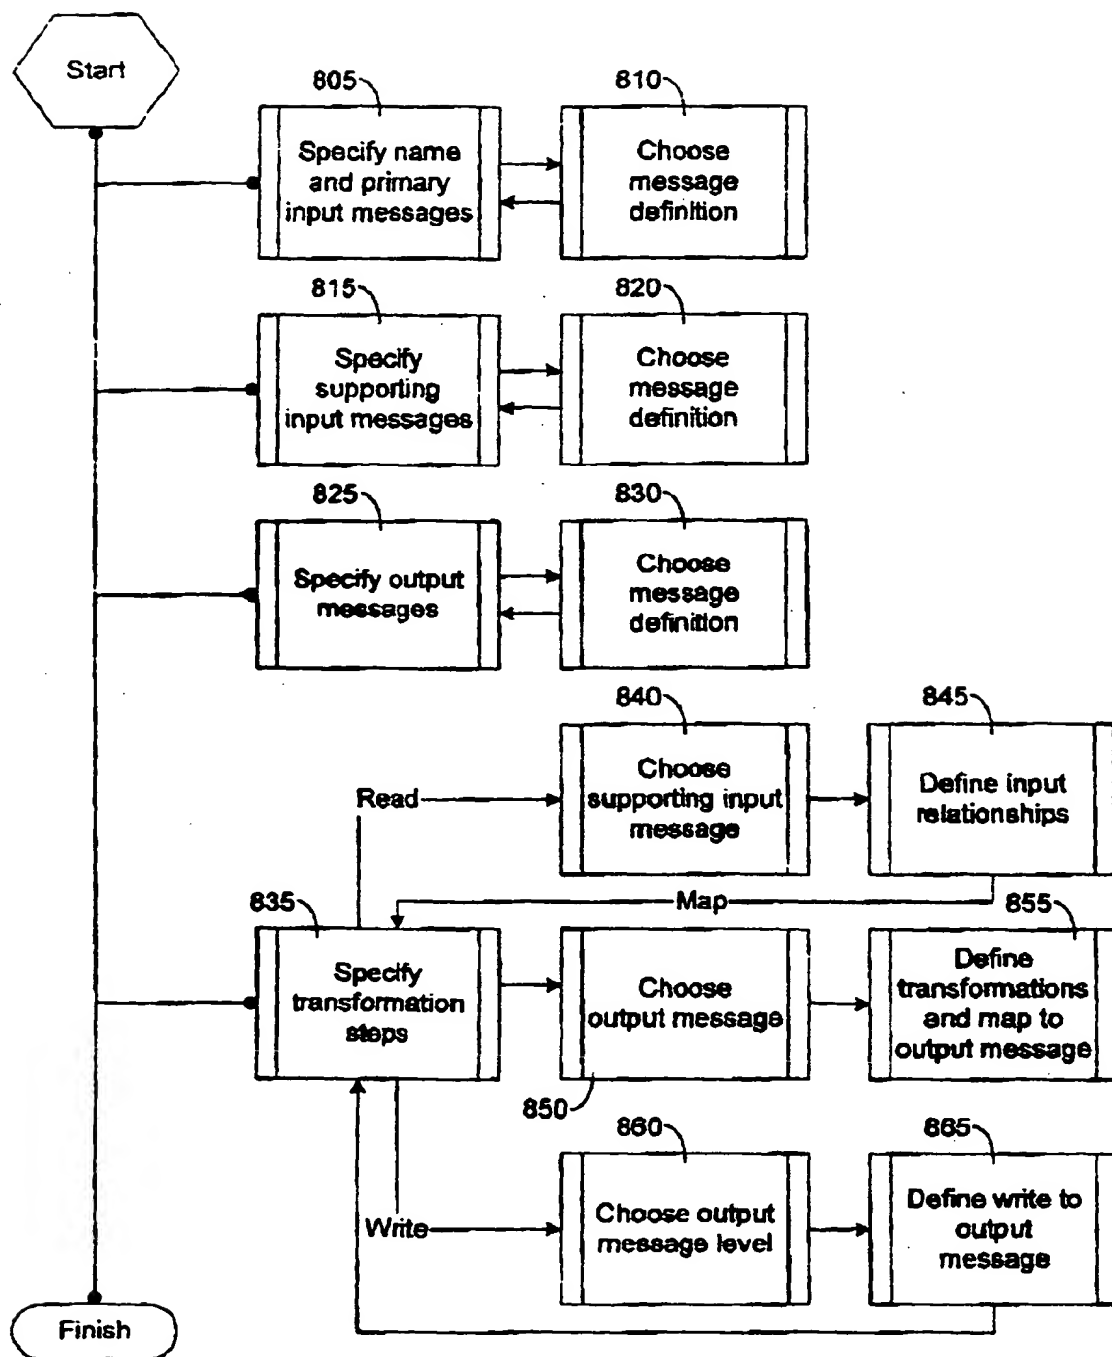 Start
805
Specify name
and primary
input messages
810
Choose
message
definition
815
Specify
supporting
input messages
820
Choose
message
definition
825
Specify output
messages
830
Choose
message
definition
840
Choose
supporting input
message
845
Define input
relationships
Read
Map
835
Specify
transformation
steps
850
Choose
output message
855
Define
transformations
and map to
output message
Write
860
Choose output
message level
865
Define write to
output
message
Finish